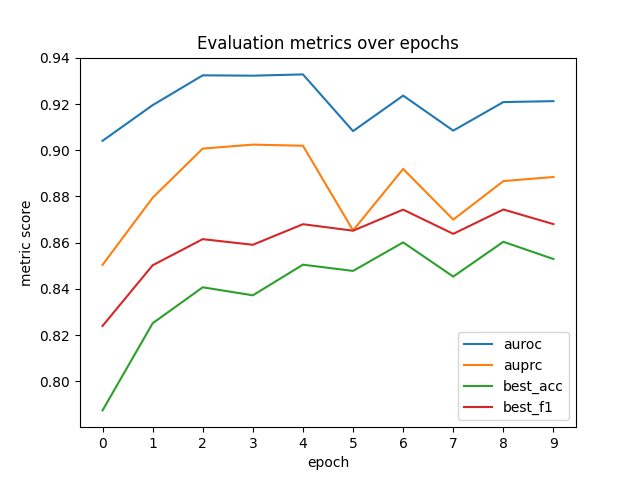 Evaluation metrics over epochs
metric score
0.94
0.92
0.90
0.88
0.86
0.84
0.82
0.80
auroc
auprc
best_acc
best_f1
0 1 2 3 4 5 6 7 8 9
epoch